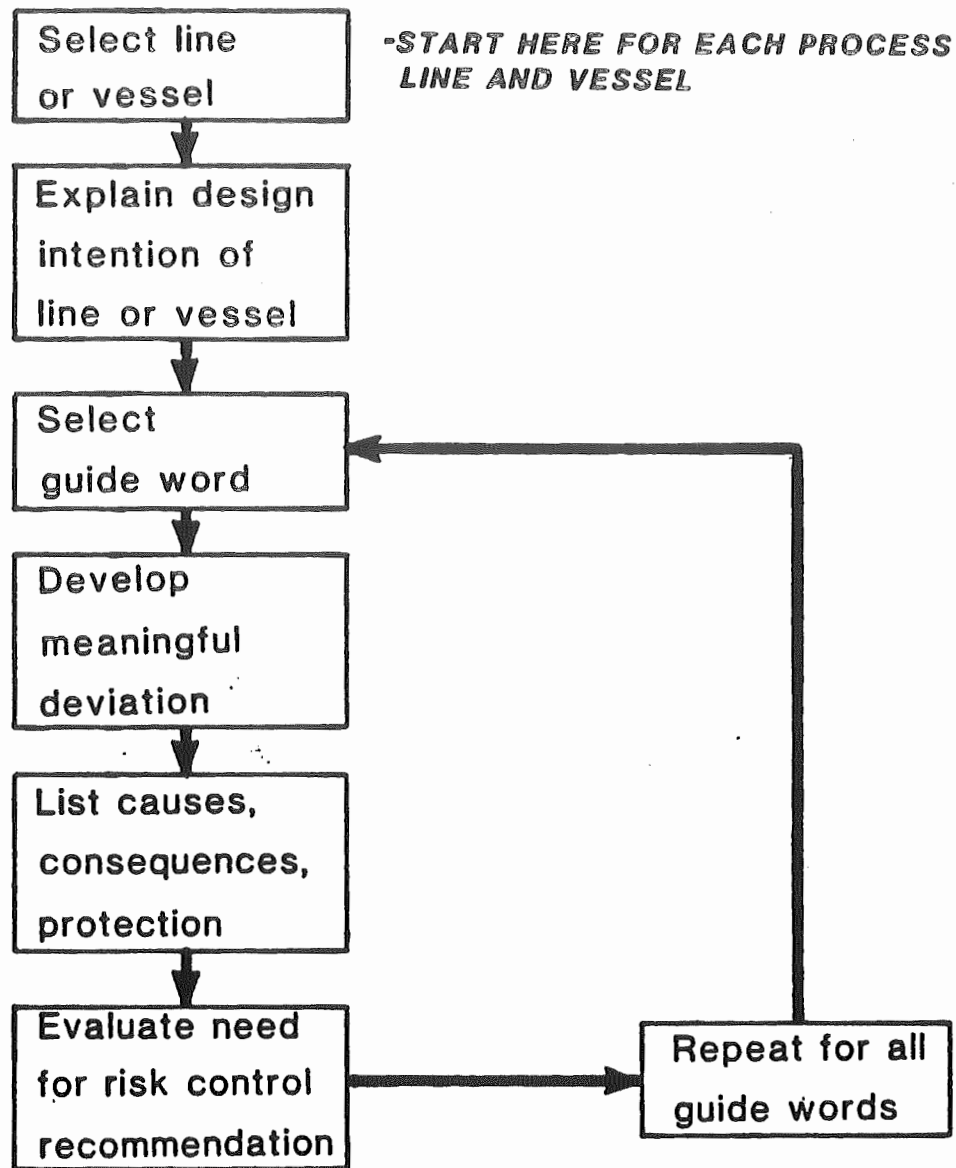 Select line
or vessel
-START HERE FOR EACH PROCESS
LINE AND VESSEL
Explain design
intention of
line or vessel
Select
guide word
Develop
meaningful
deviation
List causes,
consequences,
protection
Evaluate need
for risk control
recommendation
Repeat for all
guide words